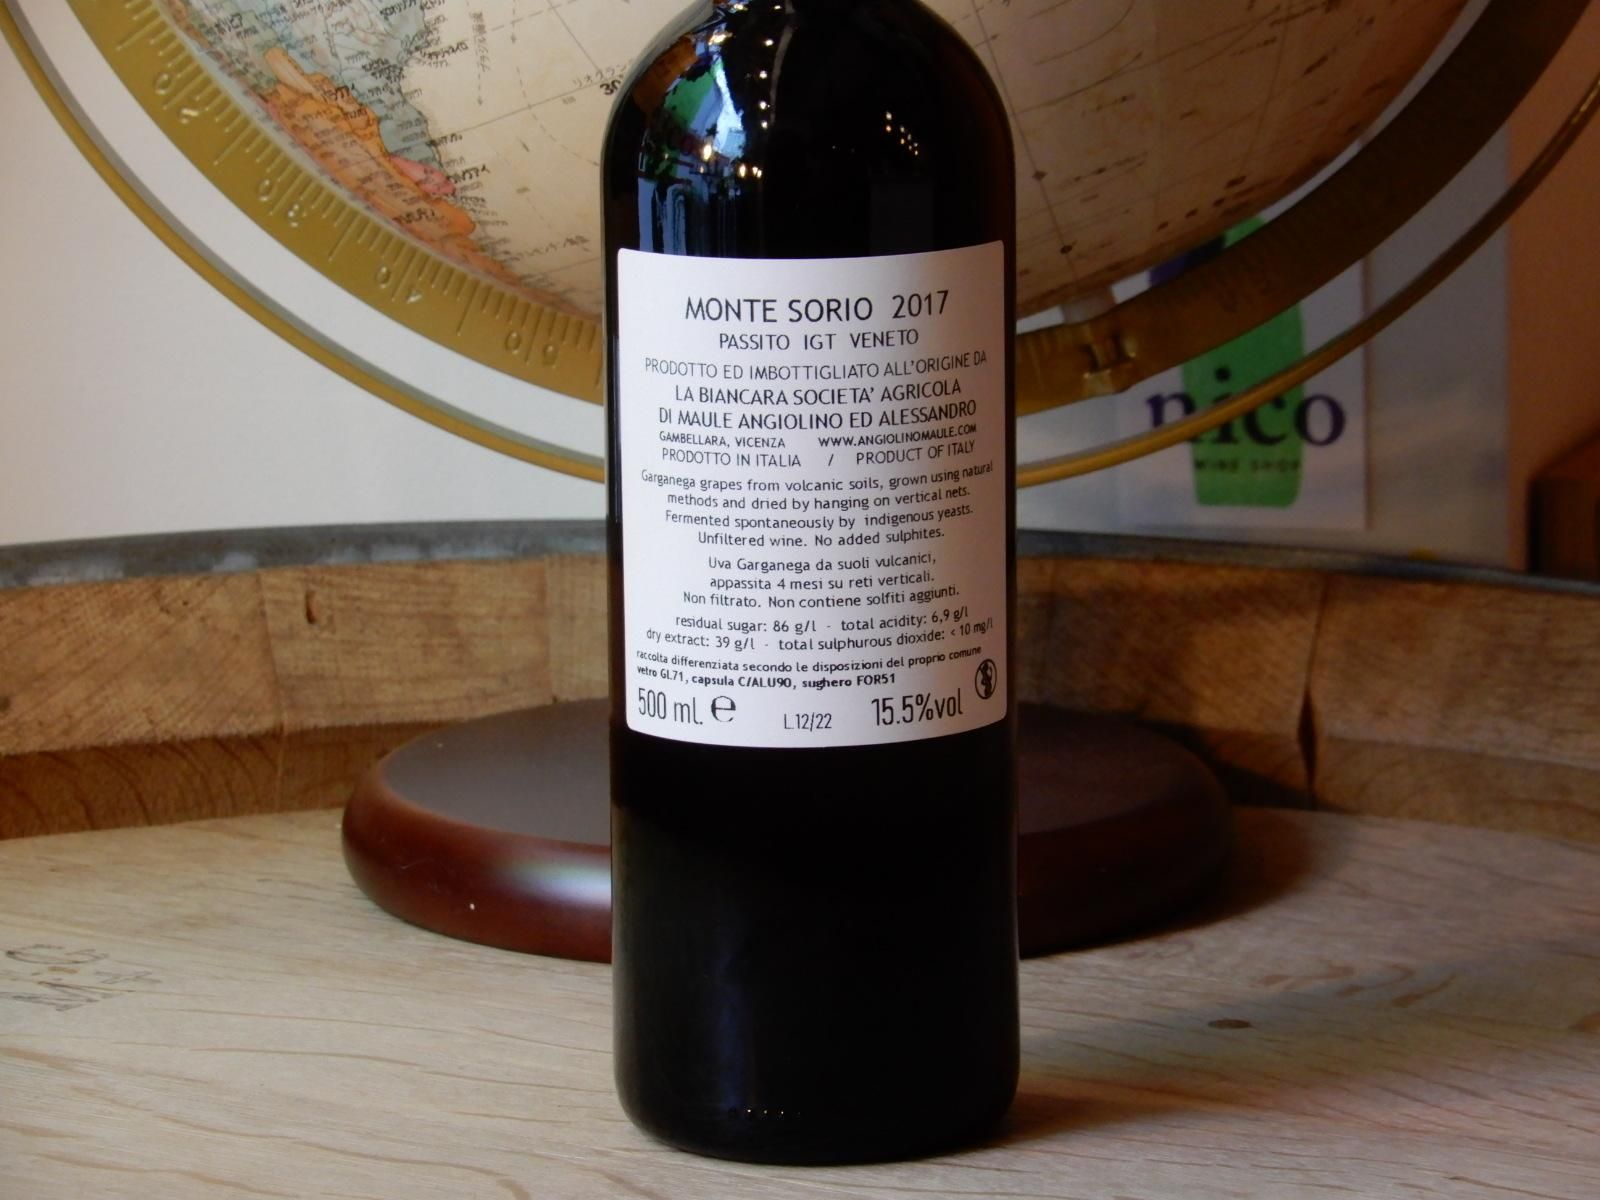 MONTE SORIO 2017
PASSITO IGT VENETO
PRODOTTO ED IMBOTTIGLIATO ALL'ORIGINE DA
LA BIANCARA SOCIETA' AGRICOLA
DI MAULE ANGIOLINO ED ALESSANDRO
GAMBELLARA, VICENZA WWW.ANGIOLINOMAULE.COM
PRODOTTO IN ITALIA / PRODUCT OF ITALY
Garganega grapes from volcanic soils, grown using natural
methods and dried by hanging on vertical nets.
Fermented spontaneously by indigenous yeasts.
Unfiltered wine. No added sulphites.
Uva Garganega da suoli vulcanici,
appassita 4 mesi su reti verticali.
Non filtrato. Non contiene solfiti aggiunti.
residual sugar: 86 g/l - total acidity: 6,9 g/l
dry extract: 39 g/l - total sulphurous dioxide: < 10 mg/l
raccolta differenziata secondo le disposizioni del proprio comune
vetro GL71, capsula C/ALU90, sughero FOR51
500 ml. e L.12/22 15.5%vol
nico
WINE SHOP